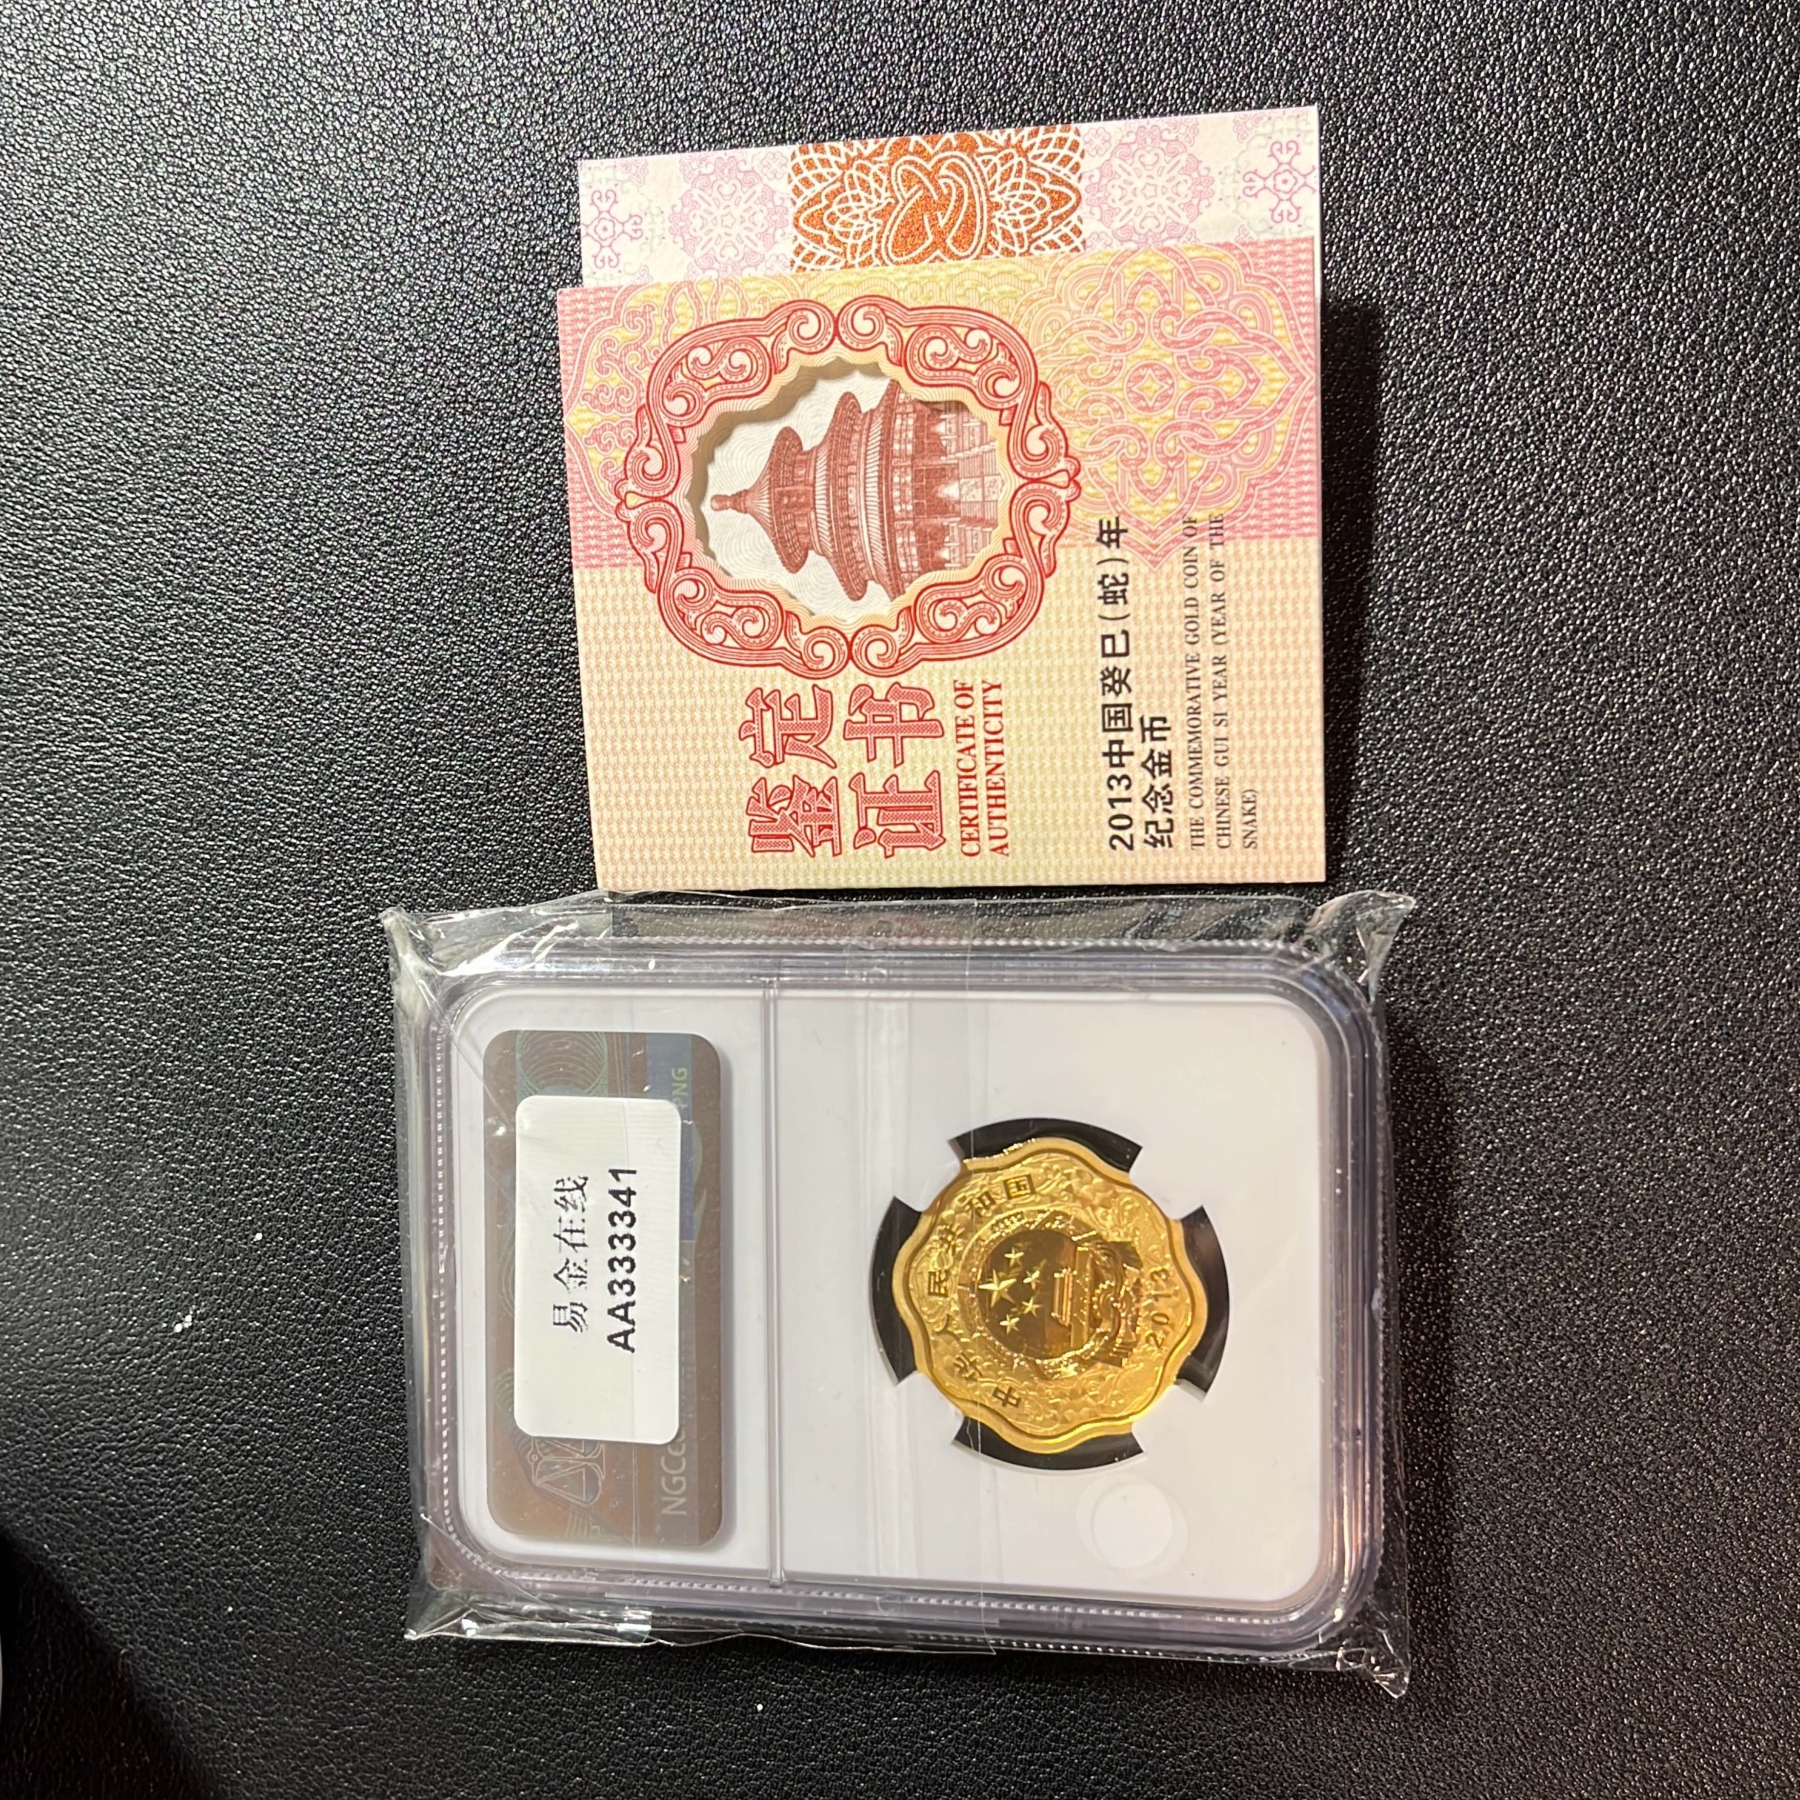 鉴定
证书
CERTIFICATE OF
AUTHENTICITY
2013中国癸巳(蛇)年
纪念金币
THE COMMEMORATIVE GOLD COIN OF
CHINESE GUI SI YEAR (YEAR OF THE
SNAKE)
易金在线
AA333341
NGCc
PNG
中华人民共和国
2013